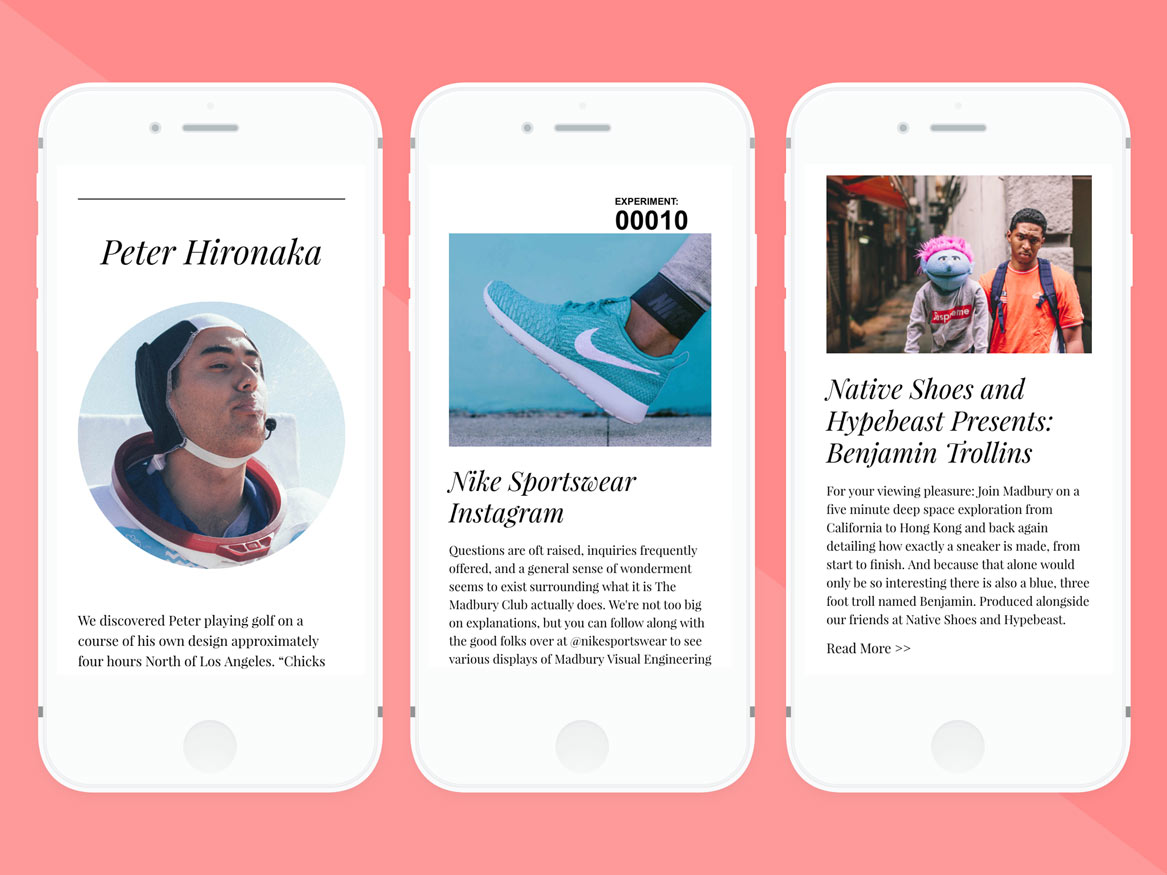 Peter Hironaka
We discovered Peter playing golf on a
course of his own design approximately
four hours North of Los Angeles. “Chicks
EXPERIMENT:
00010
NIKE
Nike Sportswear
Instagram
Questions are oft raised, inquiries frequently
offered, and a general sense of wonderment
seems to exist surrounding what it is The
Madbury Club actually does. We're not too big
on explanations, but you can follow along with
the good folks over at @nikesportswear to see
various displays of Madbury Visual Engineering
Native Shoes and
Hypebeast Presents:
Benjamin Trollins
For your viewing pleasure: Join Madbury on a
five minute deep space exploration from
California to Hong Kong and back again
detailing how exactly a sneaker is made, from
start to finish. And because that alone would
only be so interesting there is also a blue, three
foot troll named Benjamin. Produced alongside
our friends at Native Shoes and Hypebeast.
Read More >>